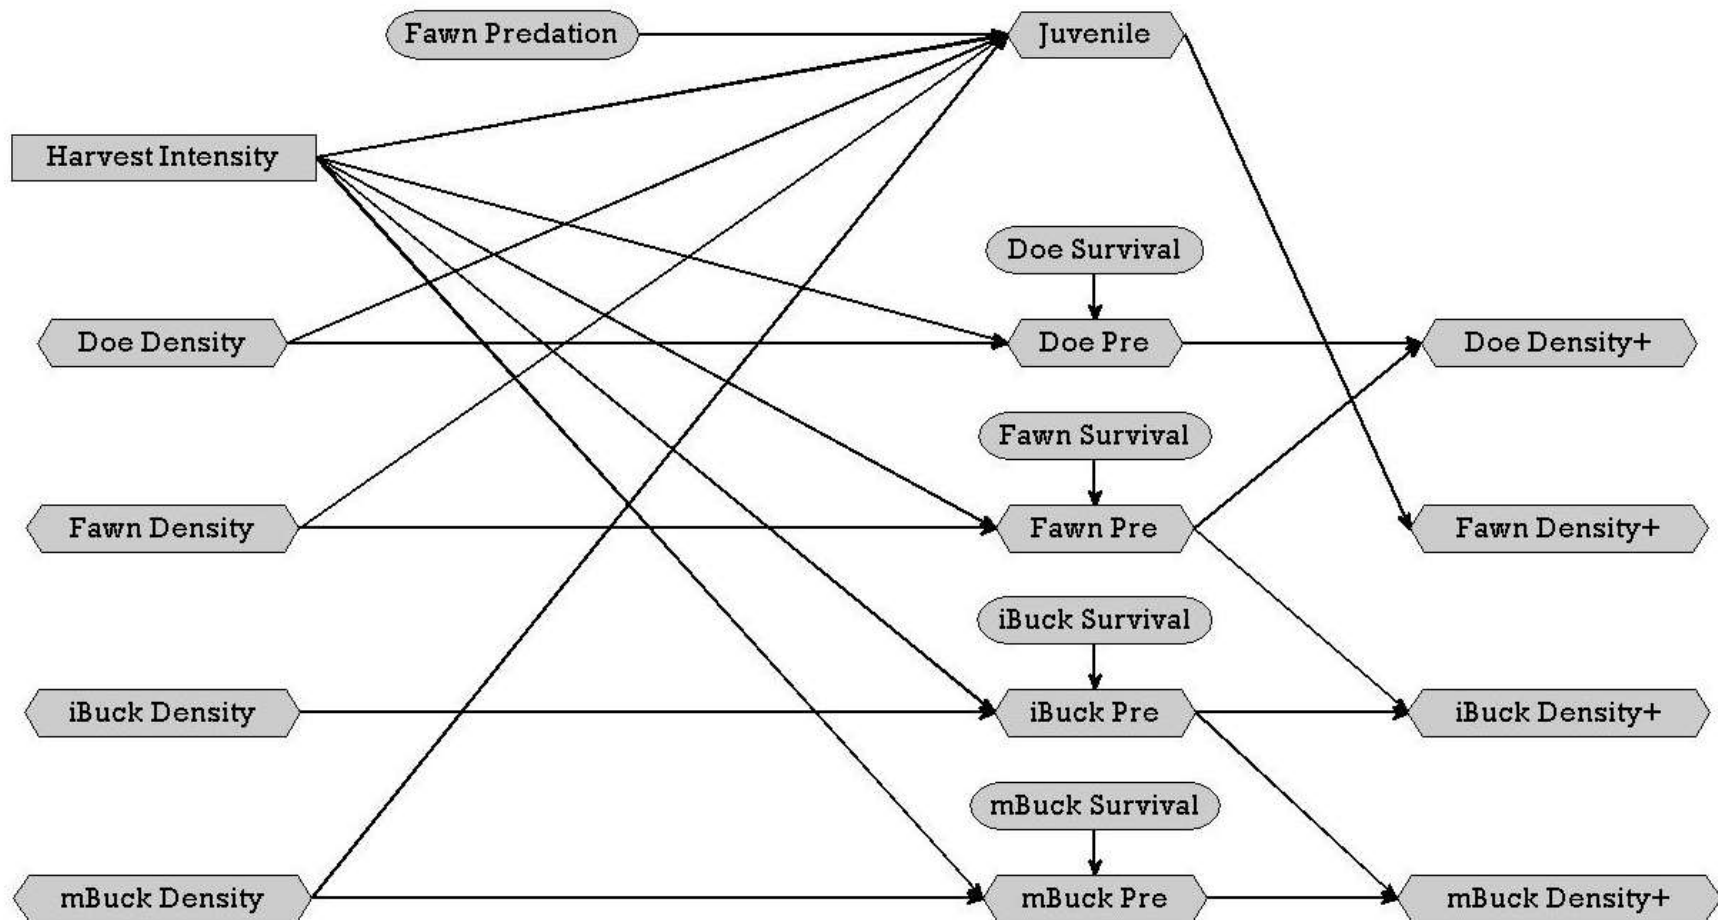 Fawn Predation
Juvenile
Harvest Intensity
Doe Survival
Doe Density
Doe Pre
Doe Density+
Fawn Survival
Fawn Density
Fawn Pre
Fawn Density+
iBuck Survival
iBuck Density
iBuck Pre
iBuck Density+
mBuck Survival
mBuck Density
mBuck Pre
mBuck Density+